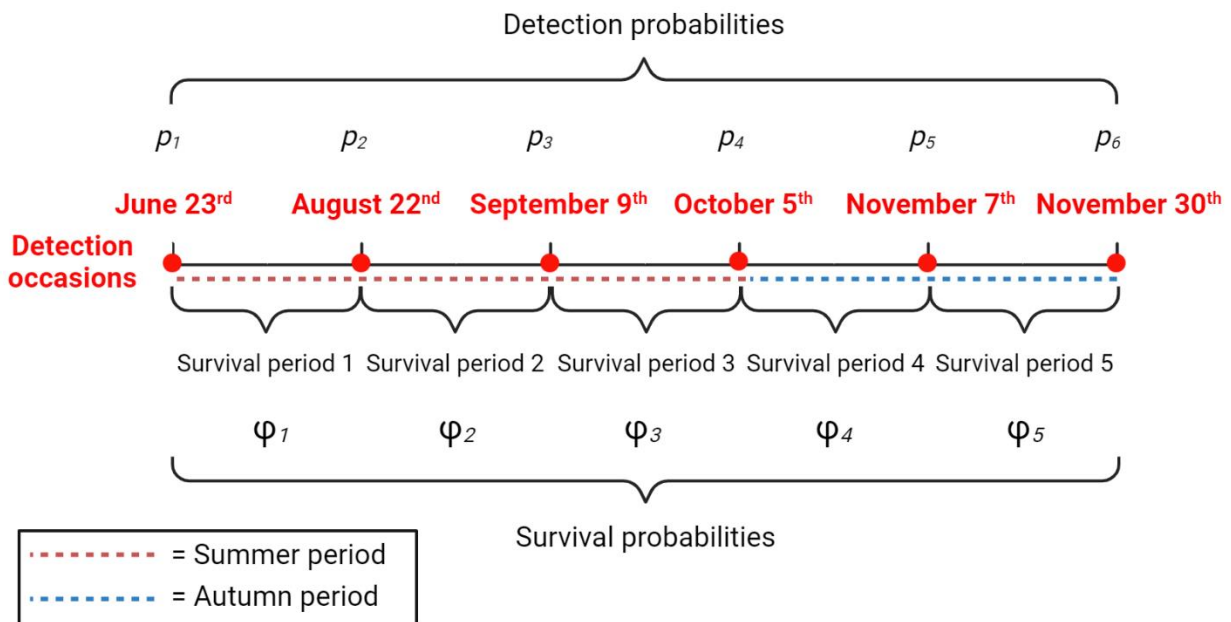 Detection probabilities
p₁ p₂ p₃ p₄ p₅ p₆
June 23rd August 22nd September 9th October 5th November 7th November 30th
Detection
occasions
Survival period 1 Survival period 2 Survival period 3 Survival period 4 Survival period 5
φ₁ φ₂ φ₃ φ₄ φ₅
Survival probabilities
= Summer period
= Autumn period